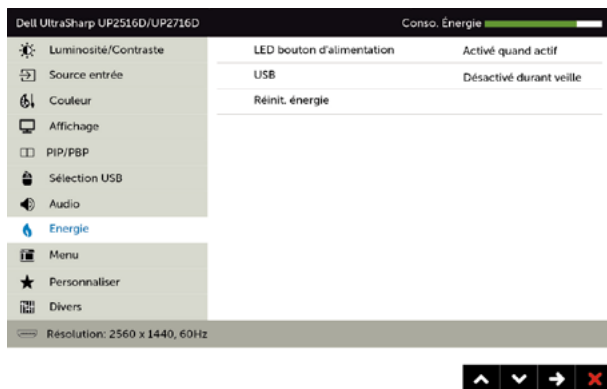 Dell UltraSharp UP2516D/UP2716D Conso. Énergie
Luminosité/Contraste LED bouton d'alimentation Activé quand actif
Source entrée USB Désactivé durant veille
Couleur Réinit. énergie
Affichage
PIP/PBP
Sélection USB
Audio
Energie
Menu
Personnaliser
Divers
Résolution: 2560 x 1440, 60Hz